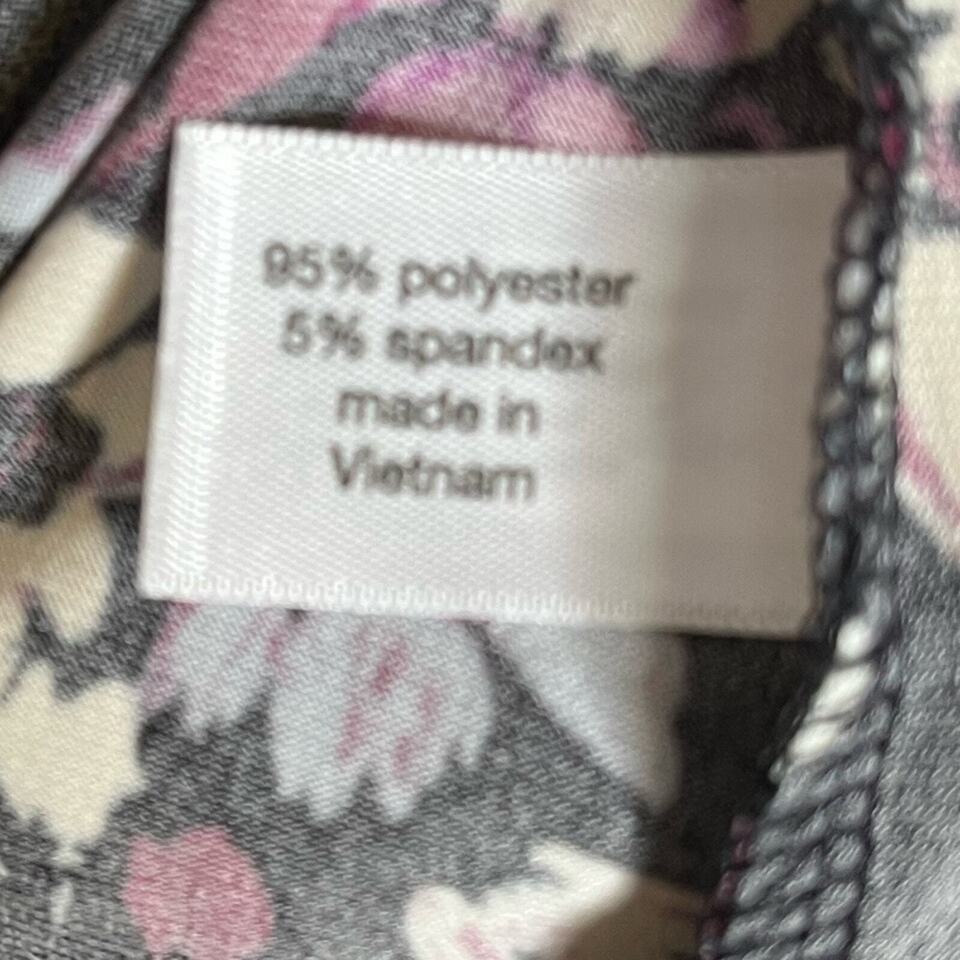 95% polyester
5% spandex
made in
Vietnam